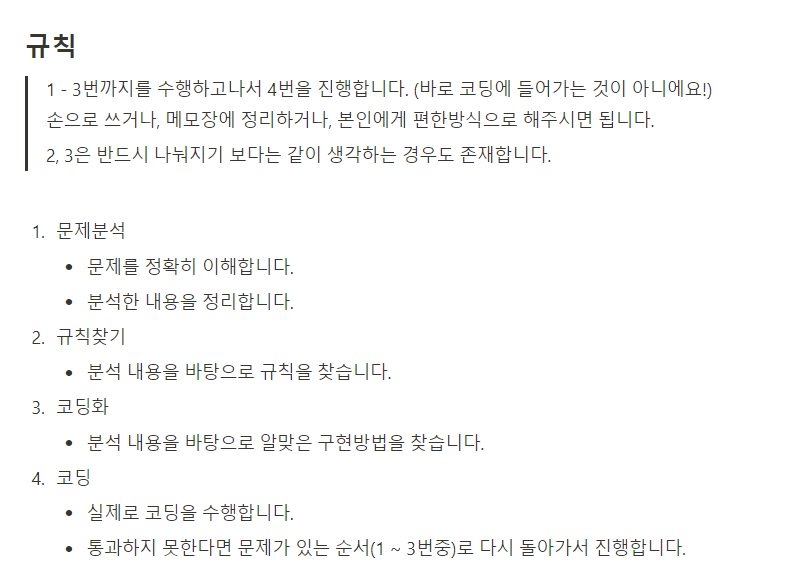 규칙
1 - 3번까지를 수행하고나서 4번을 진행합니다. (바로 코딩에 들어가는 것이 아니에요!)
손으로 쓰거나, 메모장에 정리하거나, 본인에게 편한방식으로 해주시면 됩니다.
2, 3은 반드시 나눠지기 보다는 같이 생각하는 경우도 존재합니다.
1. 문제분석
• 문제를 정확히 이해합니다.
• 분석한 내용을 정리합니다.
2. 규칙찾기
• 분석 내용을 바탕으로 규칙을 찾습니다.
3. 코딩화
• 분석 내용을 바탕으로 알맞은 구현방법을 찾습니다.
4. 코딩
• 실제로 코딩을 수행합니다.
• 통과하지 못한다면 문제가 있는 순서(1 ~ 3번중)로 다시 돌아가서 진행합니다.